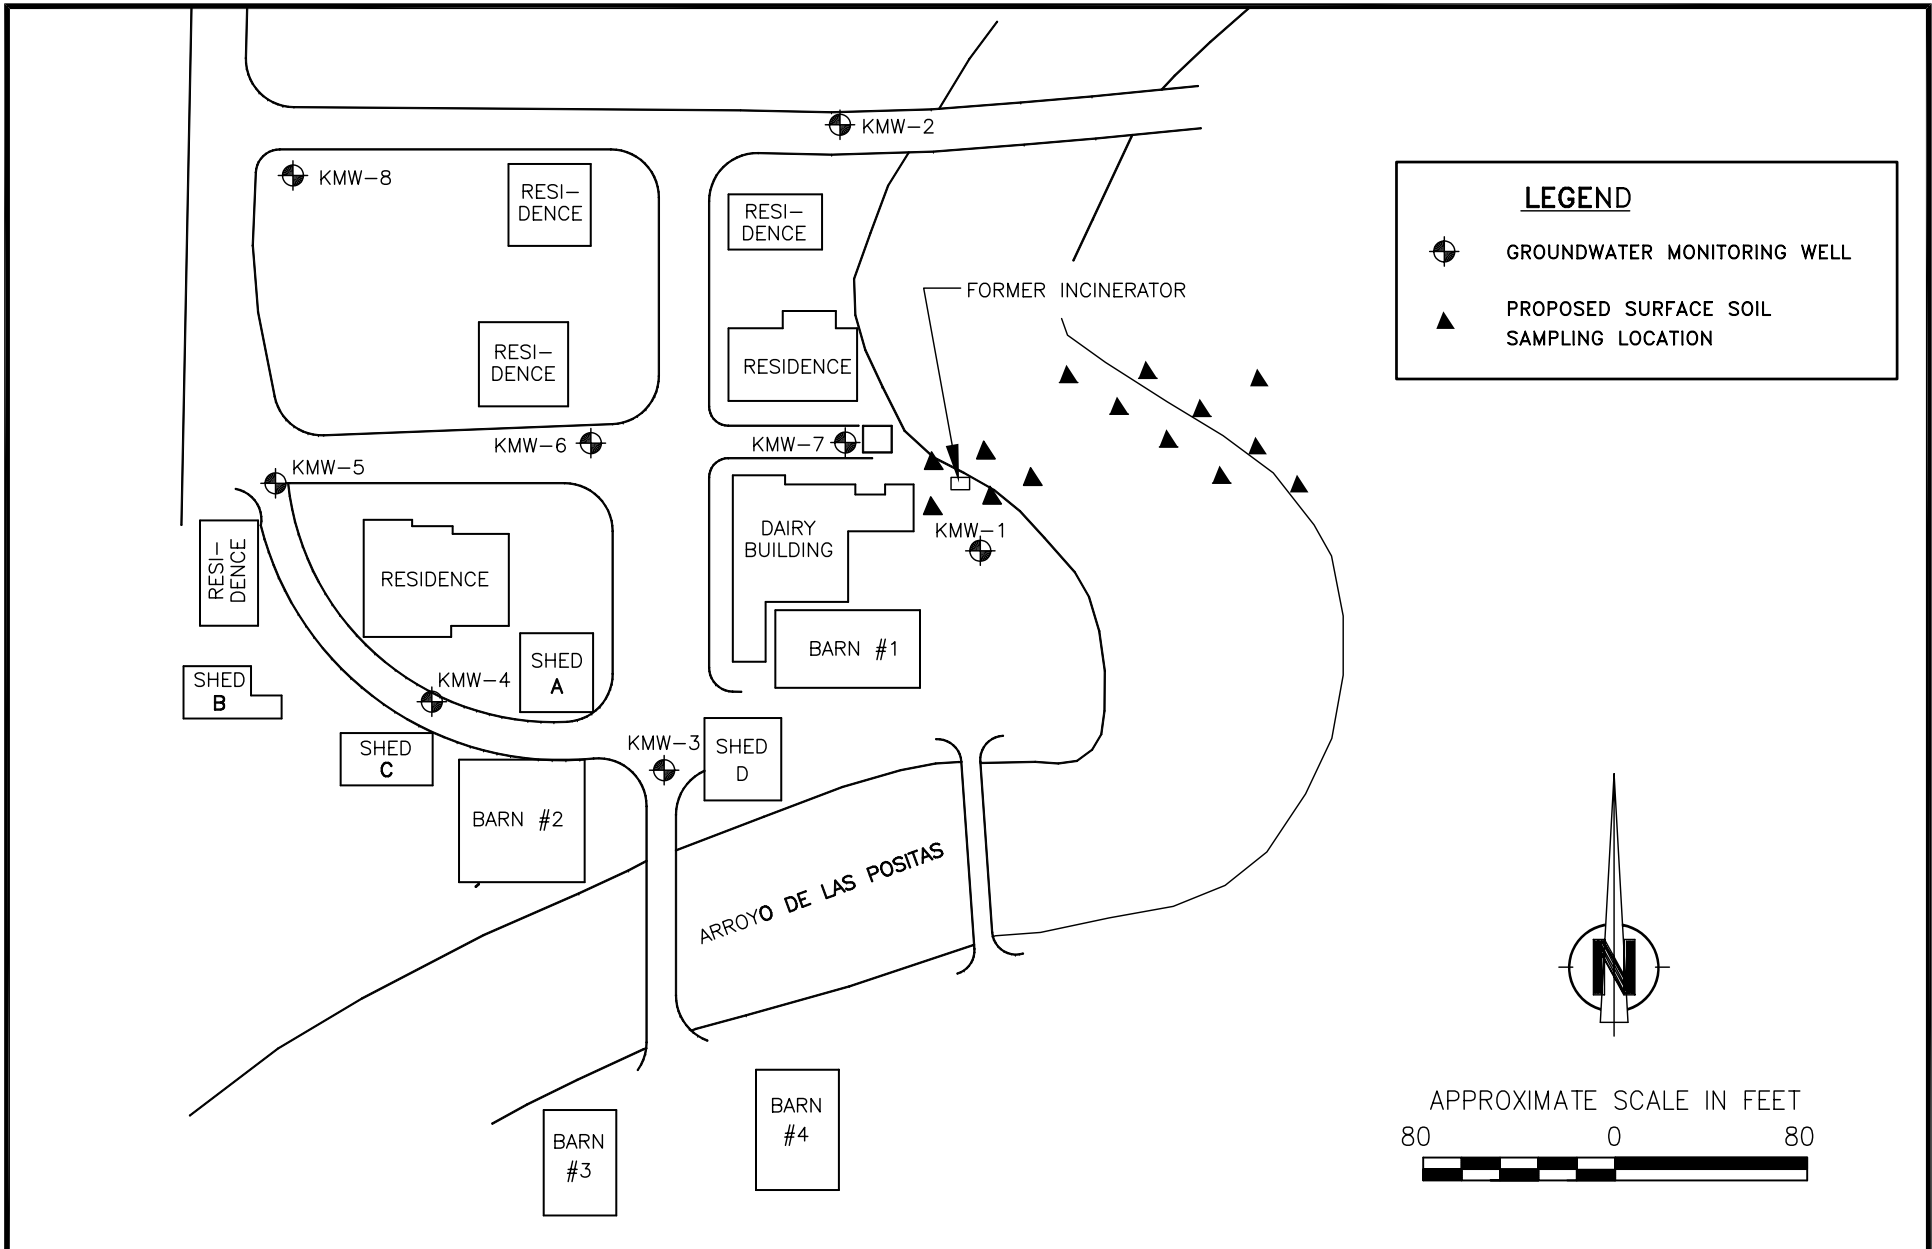 KMW-2
KMW-8
RESI-
DENCE
RESI-
DENCE
LEGEND
GROUNDWATER MONITORING WELL
PROPOSED SURFACE SOIL
SAMPLING LOCATION
FORMER INCINERATOR
RESI-
DENCE
RESIDENCE
KMW-6
KMW-7
KMW-5
RESI-
DENCE
RESIDENCE
DAIRY
BUILDING
KMW-1
BARN #1
SHED
A
SHED
B
KMW-4
SHED
C
KMW-3
SHED
D
BARN #2
ARROYO DE LAS POSITAS
N
BARN
#3
BARN
#4
APPROXIMATE SCALE IN FEET
80 0 80